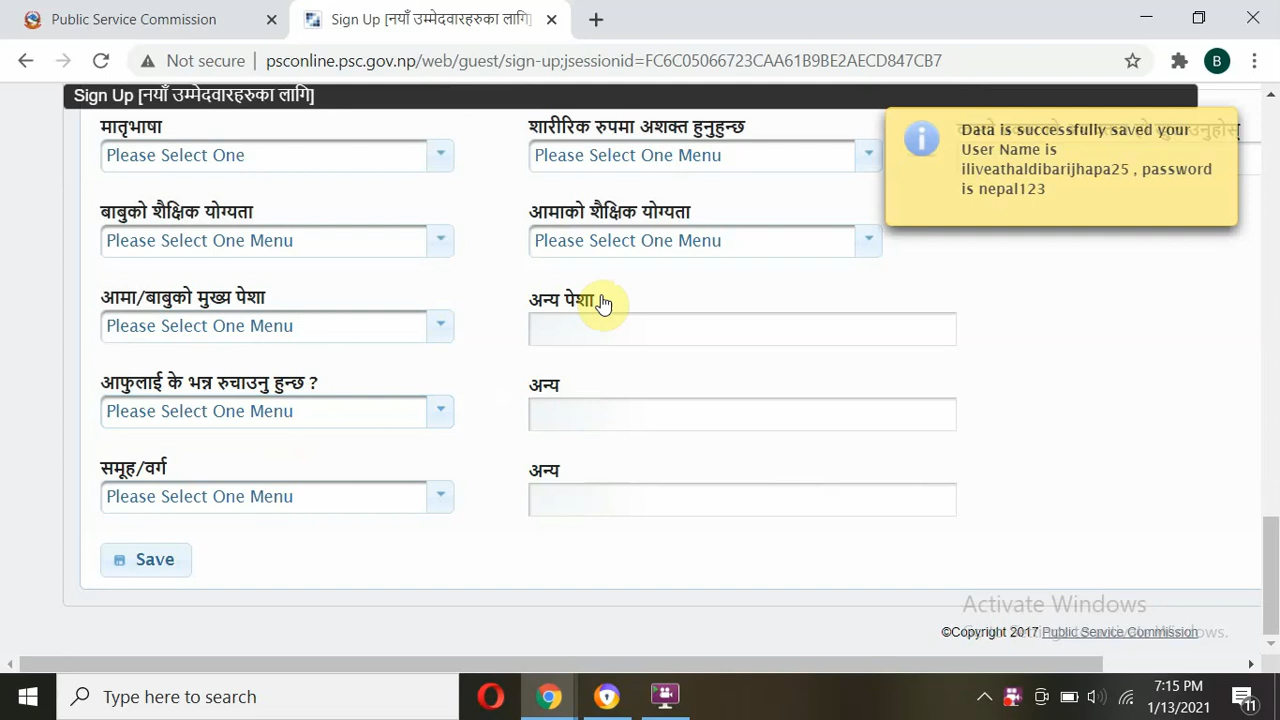 Public Service Commission
Sign Up [नयाँ उम्मेदवारहरुका लागि]
Not secure
psconline.psc.gov.np/web/guest/sign-up;jsessionid=FC6C05066723CAA61B9BE2AECD847CB7
B
Sign Up [नयाँ उम्मेदवारहरुका लागि]
मातृभाषा
शारीरिक रुपमा अशक्त हुनुहुन्छ
Please Select One
Please Select One Menu
Data is successfully saved your
User Name is
iliveathaldibarijhapa25 , password
is nepal123
बाबुको शैक्षिक योग्यता
आमाको शैक्षिक योग्यता
Please Select One Menu
Please Select One Menu
आमा/बाबुको मुख्य पेशा
अन्य पेशा
Please Select One Menu
आफुलाई के भन्न रुचाउनु हुन्छ ?
अन्य
Please Select One Menu
समूह/वर्ग
अन्य
Please Select One Menu
Save
Activate Windows
©Copyright 2017 Public Service Commission
Type here to search
7:15 PM
1/13/2021
11